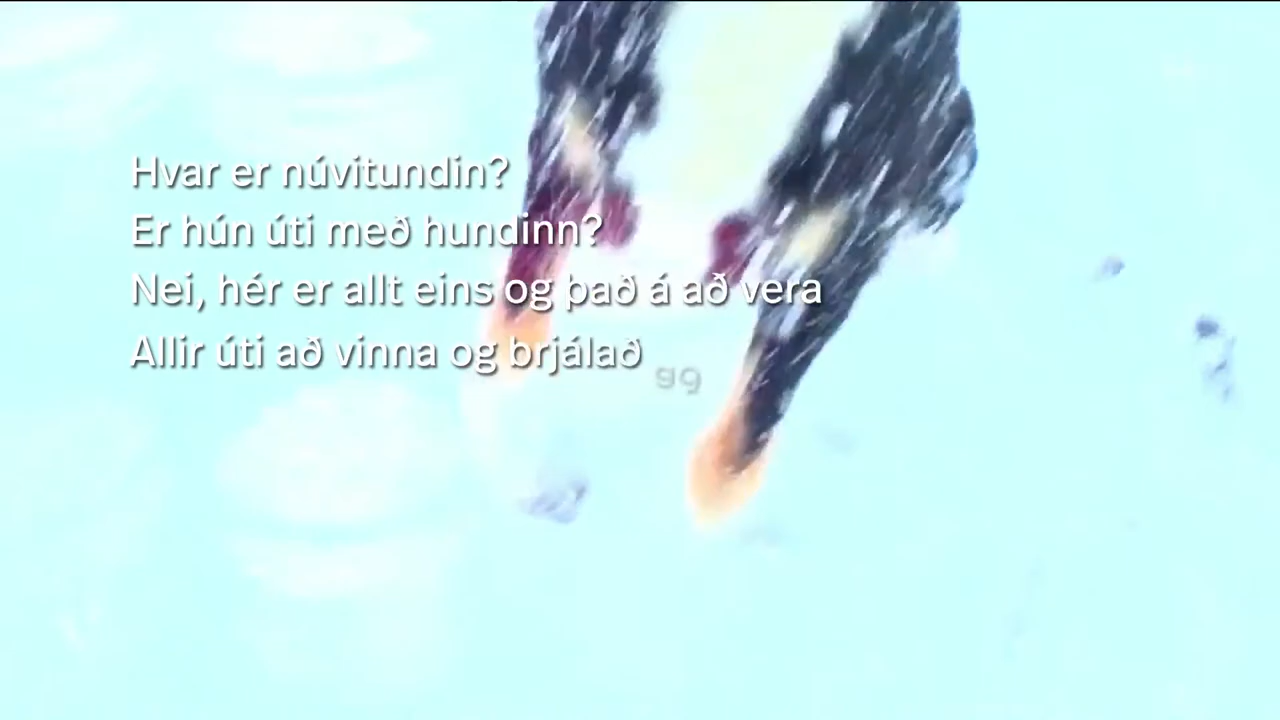 Hvar er núvitundin?
Er hún úti með hundinn?
Nei, hér er allt eins og það á að vera
Allir úti að vinna og brjálað